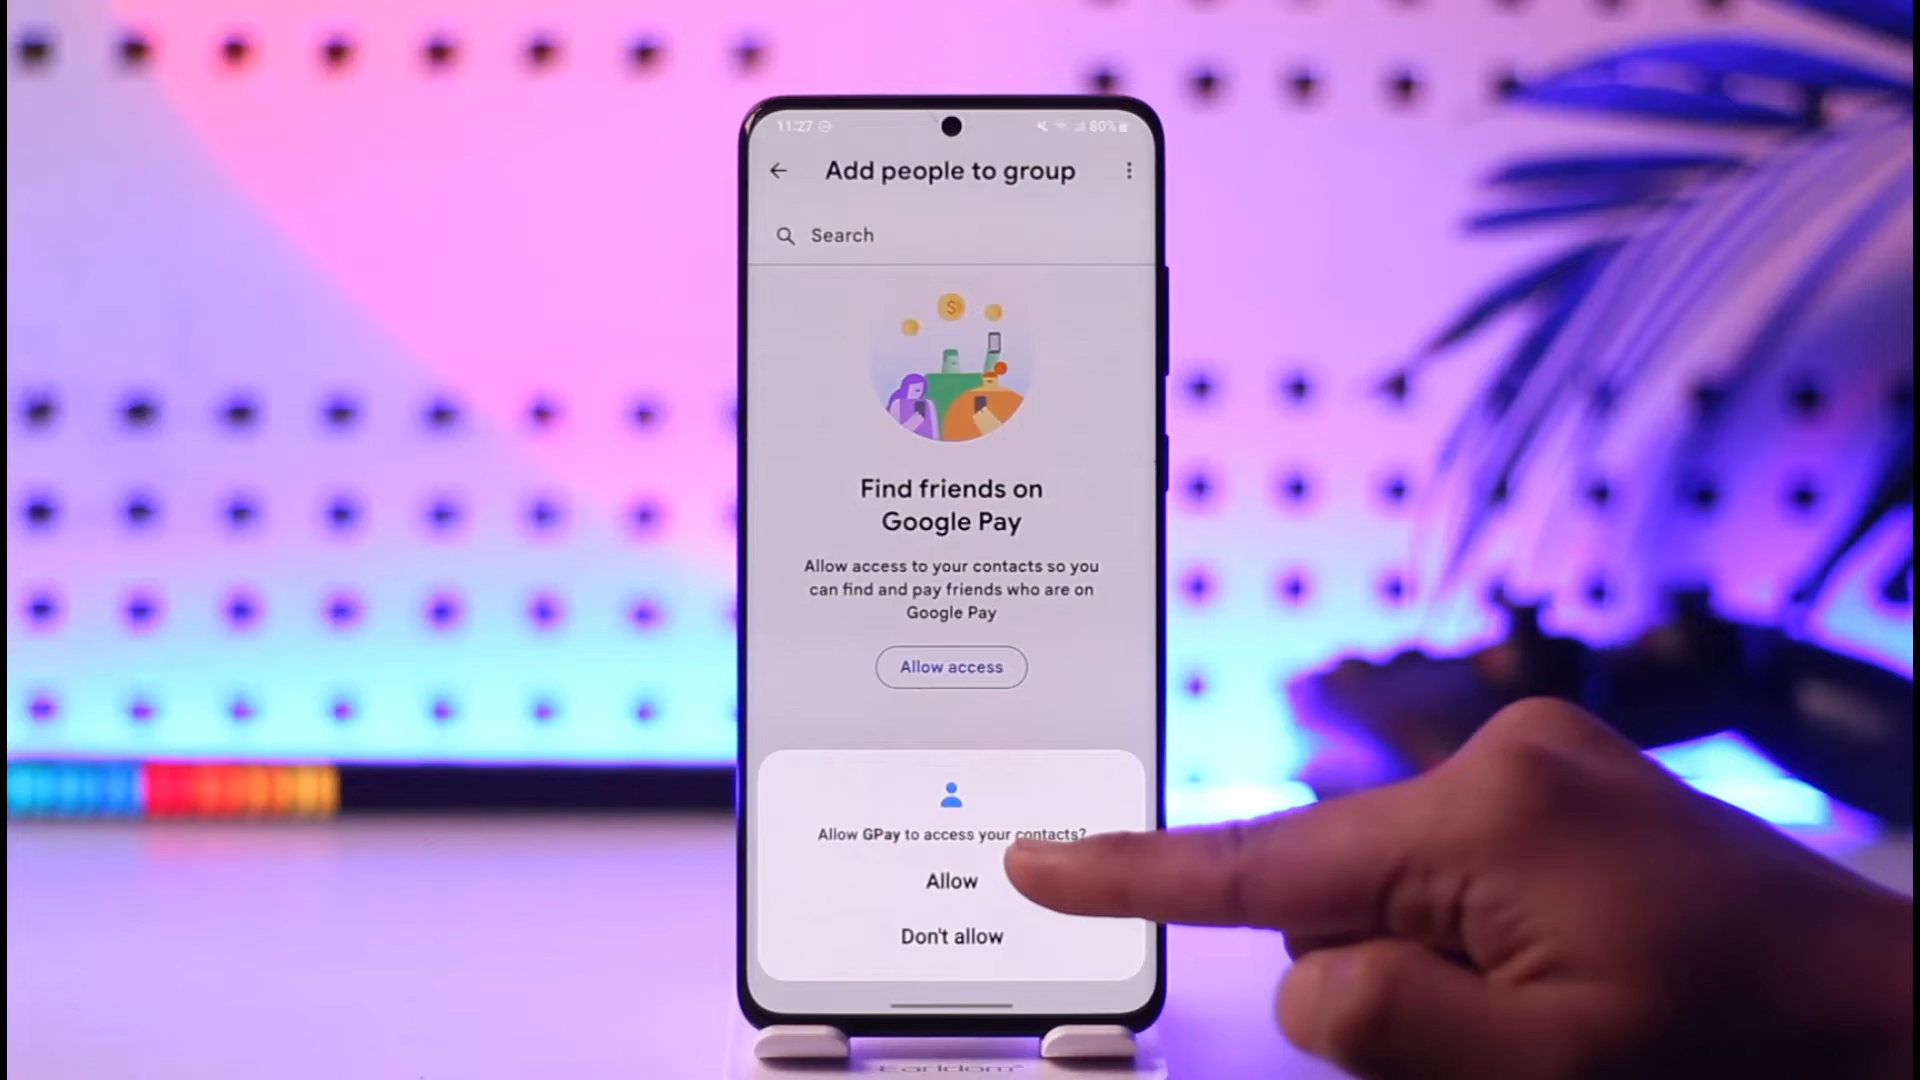 11:27 80%
Add people to group
Search
$
Find friends on
Google Pay
Allow access to your contacts so you
can find and pay friends who are on
Google Pay
Allow access
Allow GPay to access your contacts?
Allow
Don't allow